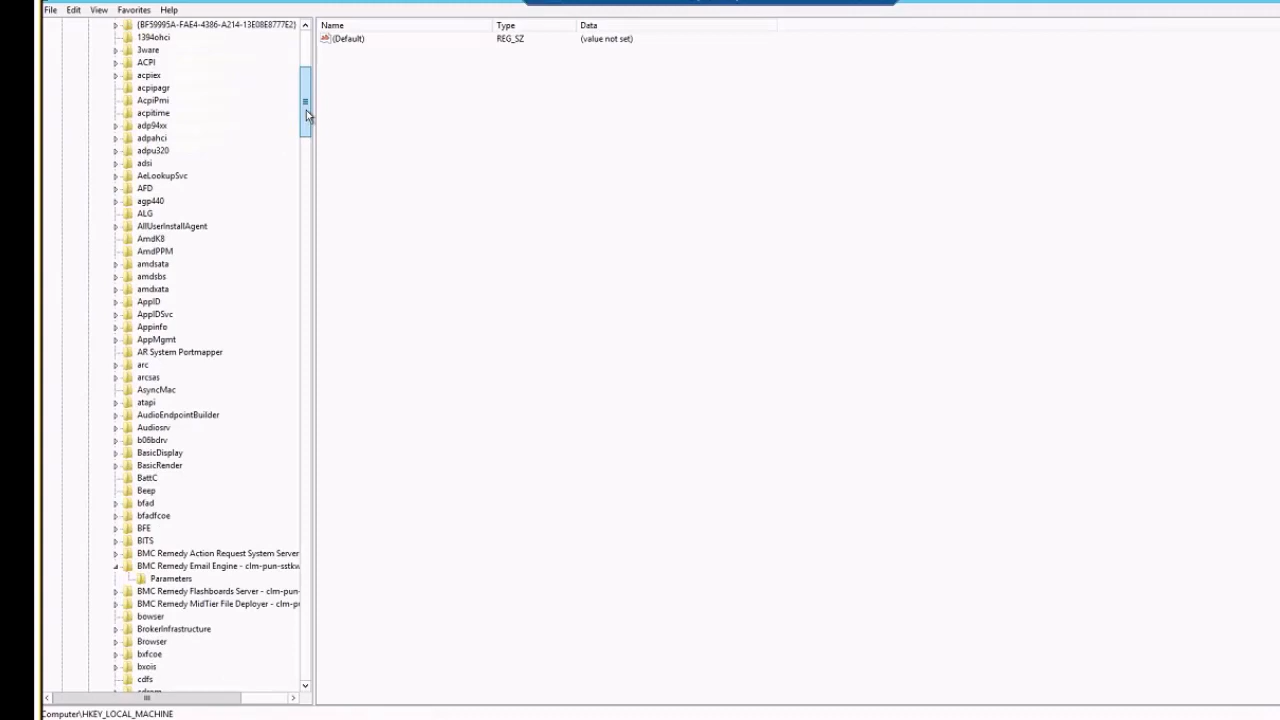 File Edit View Favorites Help
Name Type Data
(Default) REG_SZ (value not set)
{BF59995A-FAE4-4386-A214-13E08E8777E2}
1394ohci
3ware
ACPI
acpiex
acpipagr
AcpiPmi
acpitime
adp94xx
adpahci
adpu320
adsi
AeLookupSvc
AFD
agp440
ALG
AllUserInstallAgent
AmdK8
AmdPPM
amdsata
amdsbs
amdxata
AppID
AppIDSvc
Appinfo
AppMgmt
AR System Portmapper
arc
arcsas
AsyncMac
atapi
AudioEndpointBuilder
Audiosrv
b06bdrv
BasicDisplay
BasicRender
BattC
Beep
bfad
bfadfcoe
BFE
BITS
BMC Remedy Action Request System Server
BMC Remedy Email Engine - clm-pun-sstkw
Parameters
BMC Remedy Flashboards Server - clm-pun-
BMC Remedy MidTier File Deployer - clm-p
bowser
BrokerInfrastructure
Browser
bxfcoe
bxois
cdfs
cdrom
Computer\HKEY_LOCAL_MACHINE